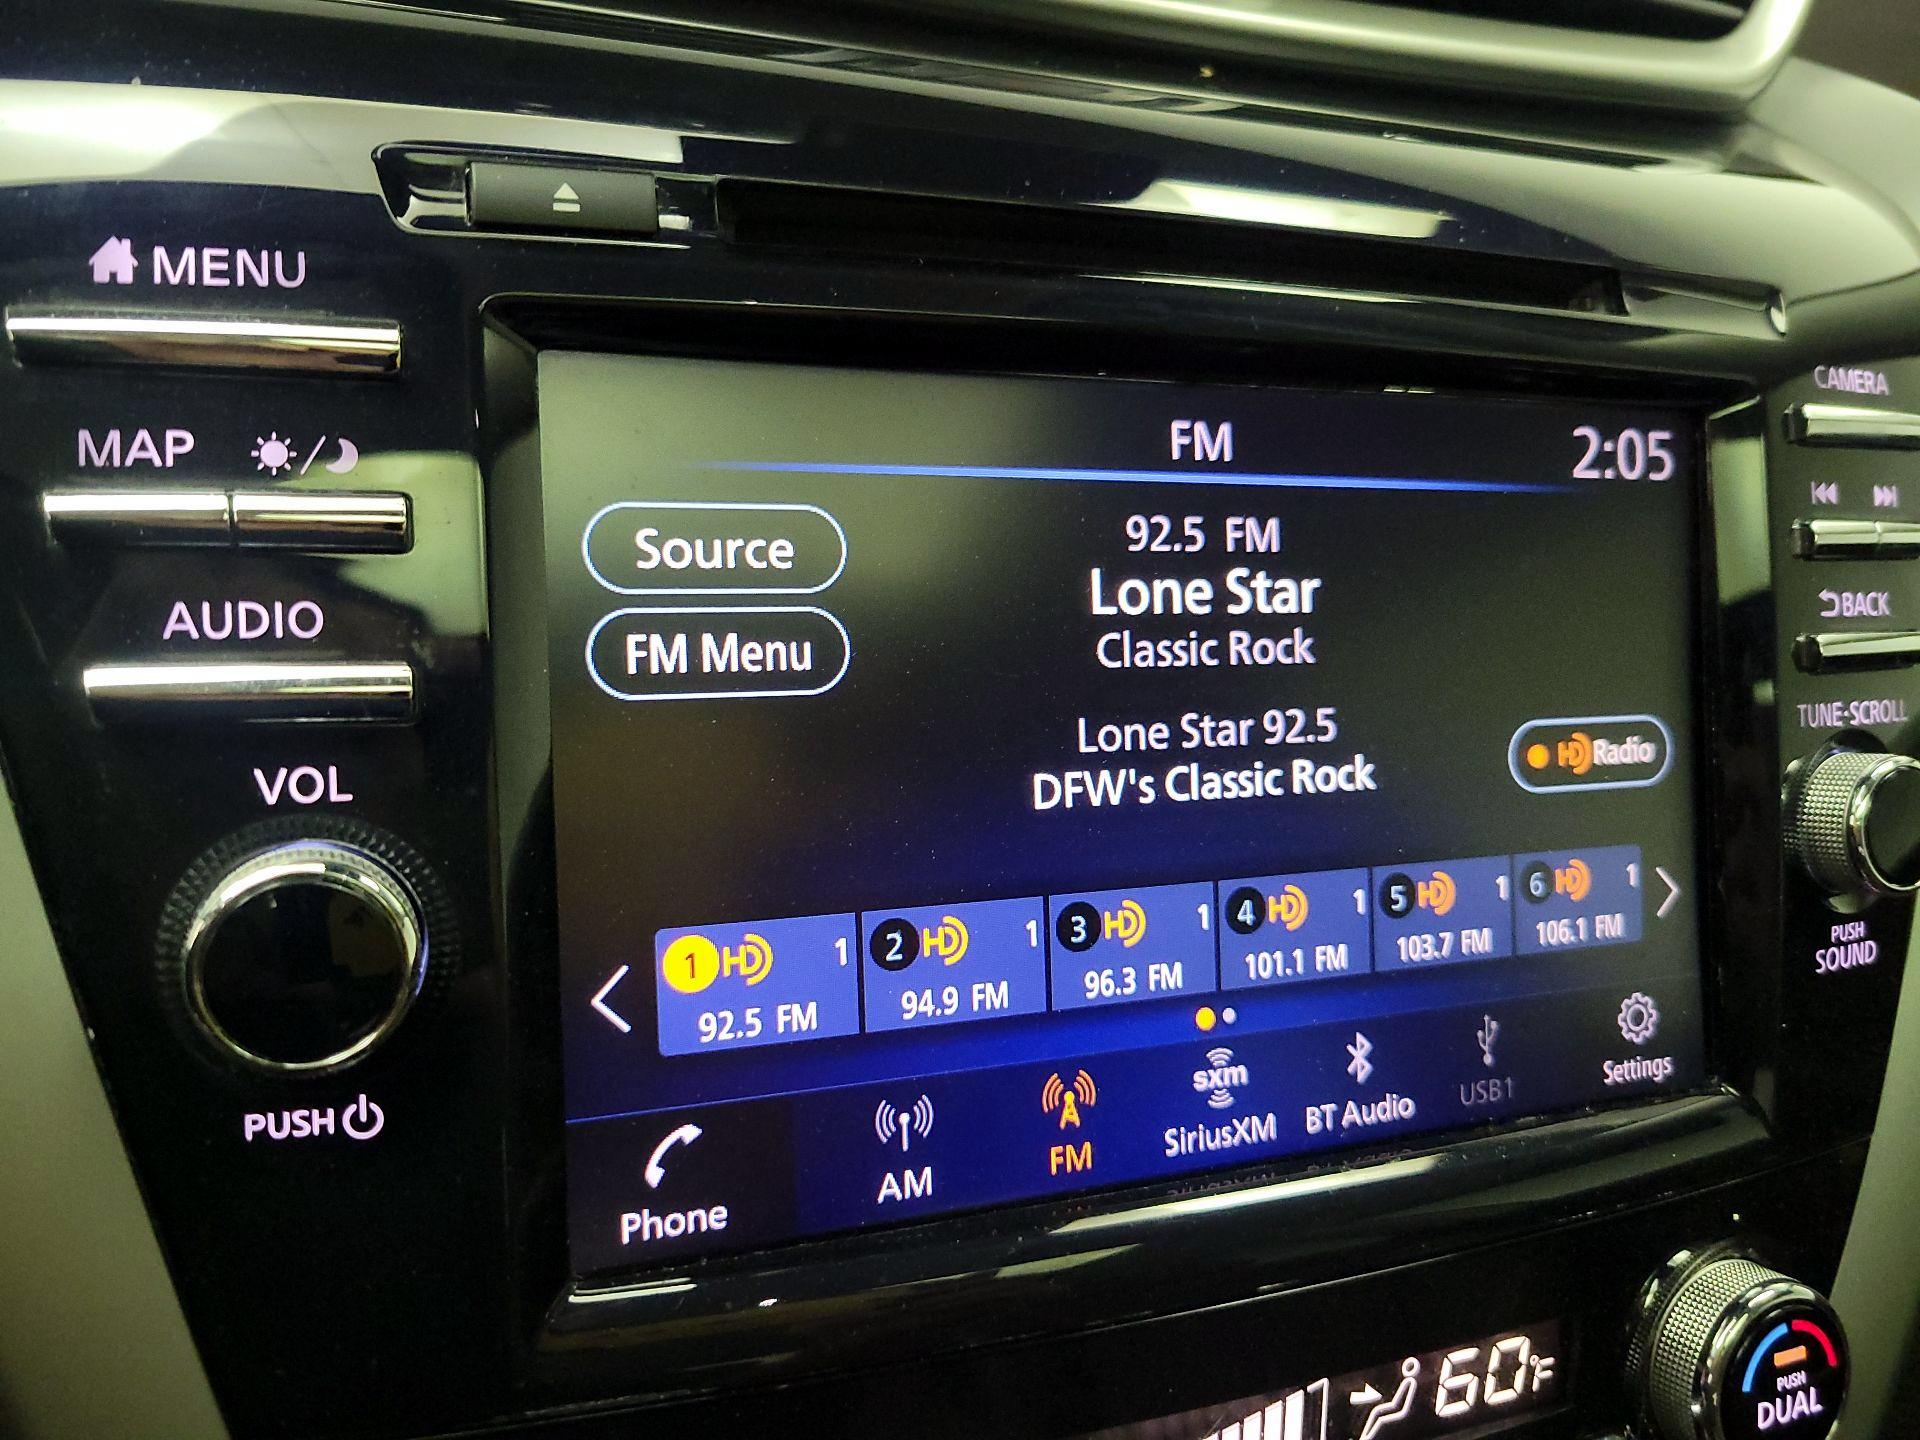 MENU
MAP
AUDIO
VOL
PUSH
FM
2:05
Source
FM Menu
92.5 FM
Lone Star
Classic Rock
Lone Star 92.5
DFW's Classic Rock
HD Radio
1 HD 1
92.5 FM
2 HD 1
94.9 FM
3 HD 1
96.3 FM
4 HD 1
101.1 FM
5 HD 1
103.7 FM
6 HD 1
106.1 FM
Phone
AM
FM
sxm
SiriusXM
BT Audio
USB1
Settings
CAMERA
BACK
TUNE·SCROLL
PUSH
SOUND
60°F
PUSH
DUAL